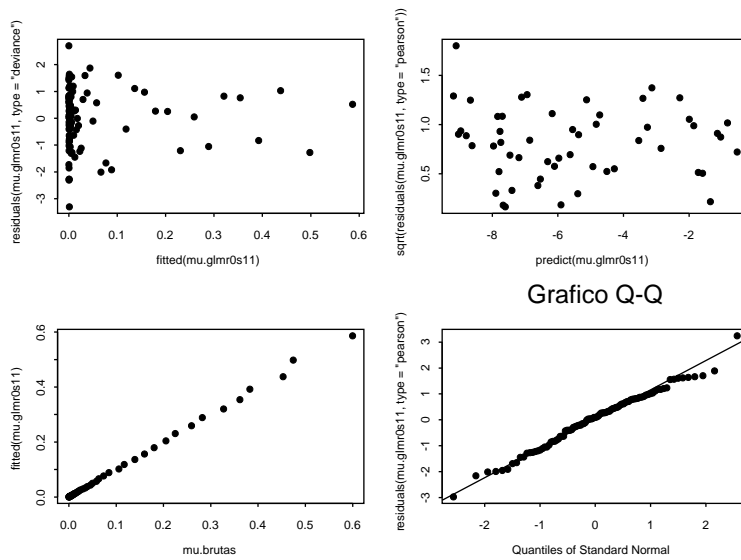 residuals(mu.glmr0s11, type = "deviance")
2
1
0
-1
-2
-3
0.0 0.1 0.2 0.3 0.4 0.5 0.6
fitted(mu.glmr0s11)
sqrt(residuals(mu.glmr0s11, type = "pearson"))
1.5
1.0
0.5
-8 -6 -4 -2
predict(mu.glmr0s11)
fitted(mu.glmr0s11)
0.6
0.4
0.2
0.0
0.0 0.1 0.2 0.3 0.4 0.5 0.6
mu.brutas
Grafico Q-Q
residuals(mu.glmr0s11, type = "pearson")
3
2
1
0
-1
-2
-3
-2 -1 0 1 2
Quantiles of Standard Normal